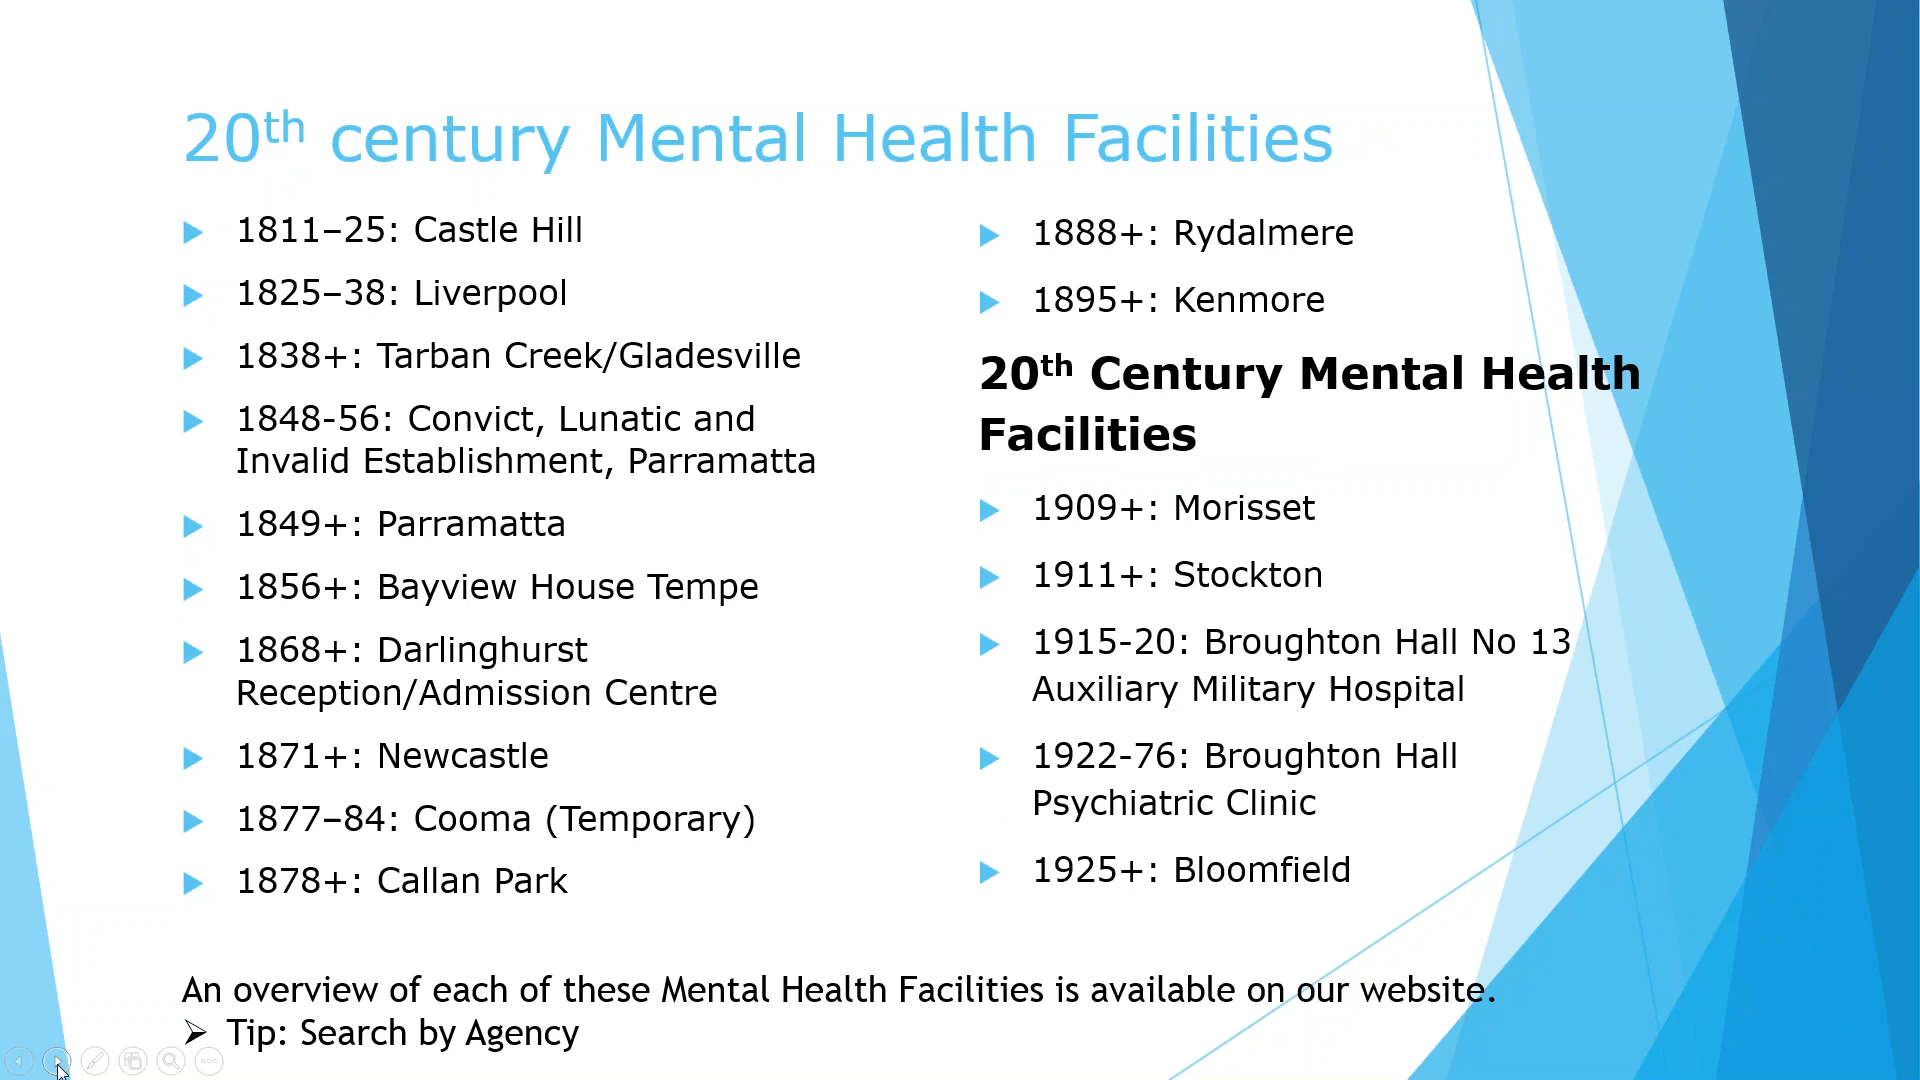 20th century Mental Health Facilities
1811–25: Castle Hill
1825–38: Liverpool
1838+: Tarban Creek/Gladesville
1848-56: Convict, Lunatic and
Invalid Establishment, Parramatta
1849+: Parramatta
1856+: Bayview House Tempe
1868+: Darlinghurst
Reception/Admission Centre
1871+: Newcastle
1877–84: Cooma (Temporary)
1878+: Callan Park
1888+: Rydalmere
1895+: Kenmore
20th Century Mental Health
Facilities
1909+: Morisset
1911+: Stockton
1915-20: Broughton Hall No 13
Auxiliary Military Hospital
1922-76: Broughton Hall
Psychiatric Clinic
1925+: Bloomfield
An overview of each of these Mental Health Facilities is available on our website.
Tip: Search by Agency